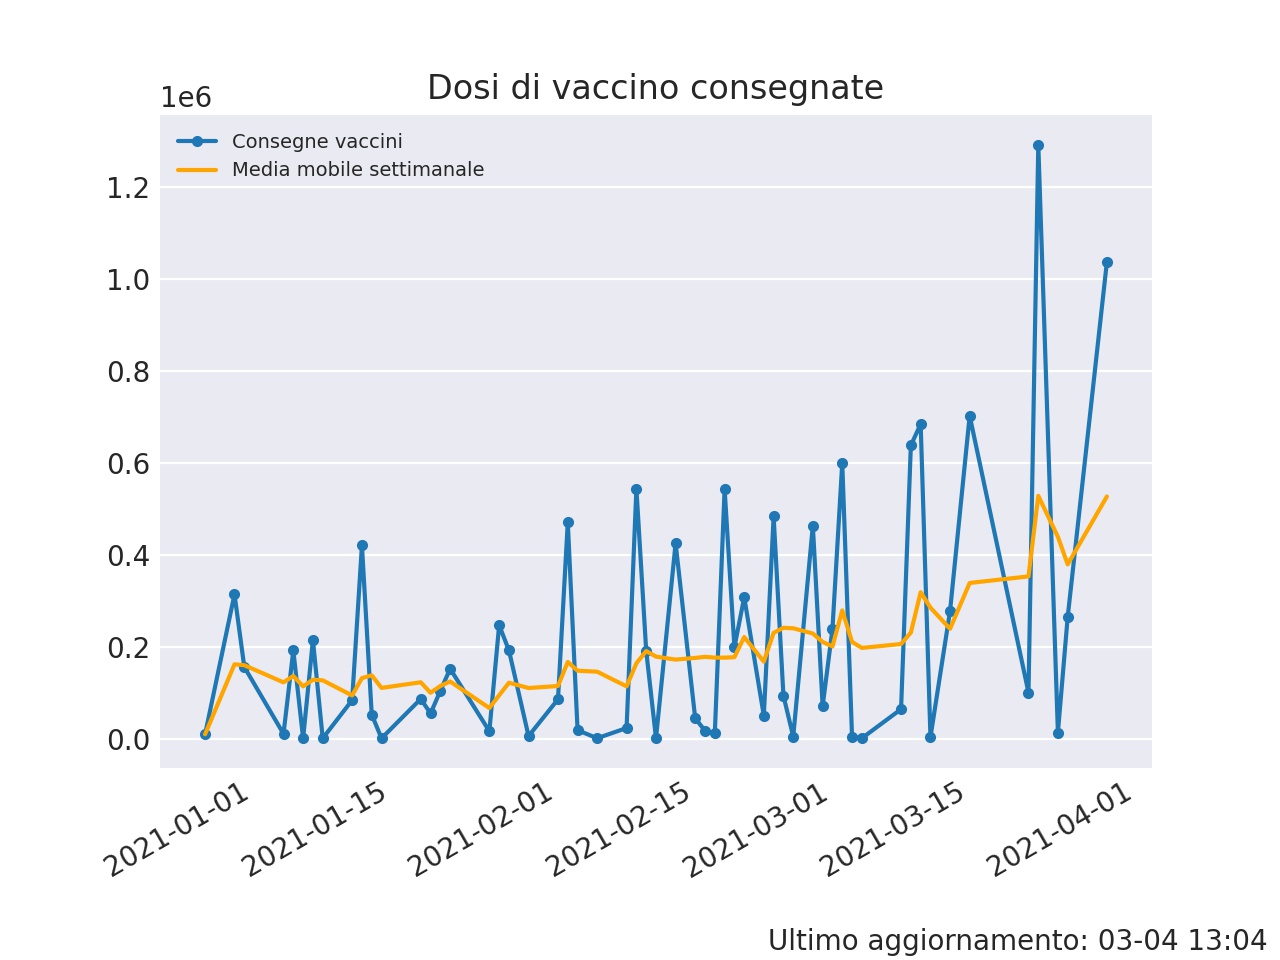 Dosi di vaccino consegnate
1e6
Consegne vaccini
Media mobile settimanale
1.2
1.0
0.8
0.6
0.4
0.2
0.0
2021-01-01
2021-01-15
2021-02-01
2021-02-15
2021-03-01
2021-03-15
2021-04-01
Ultimo aggiornamento: 03-04 13:04